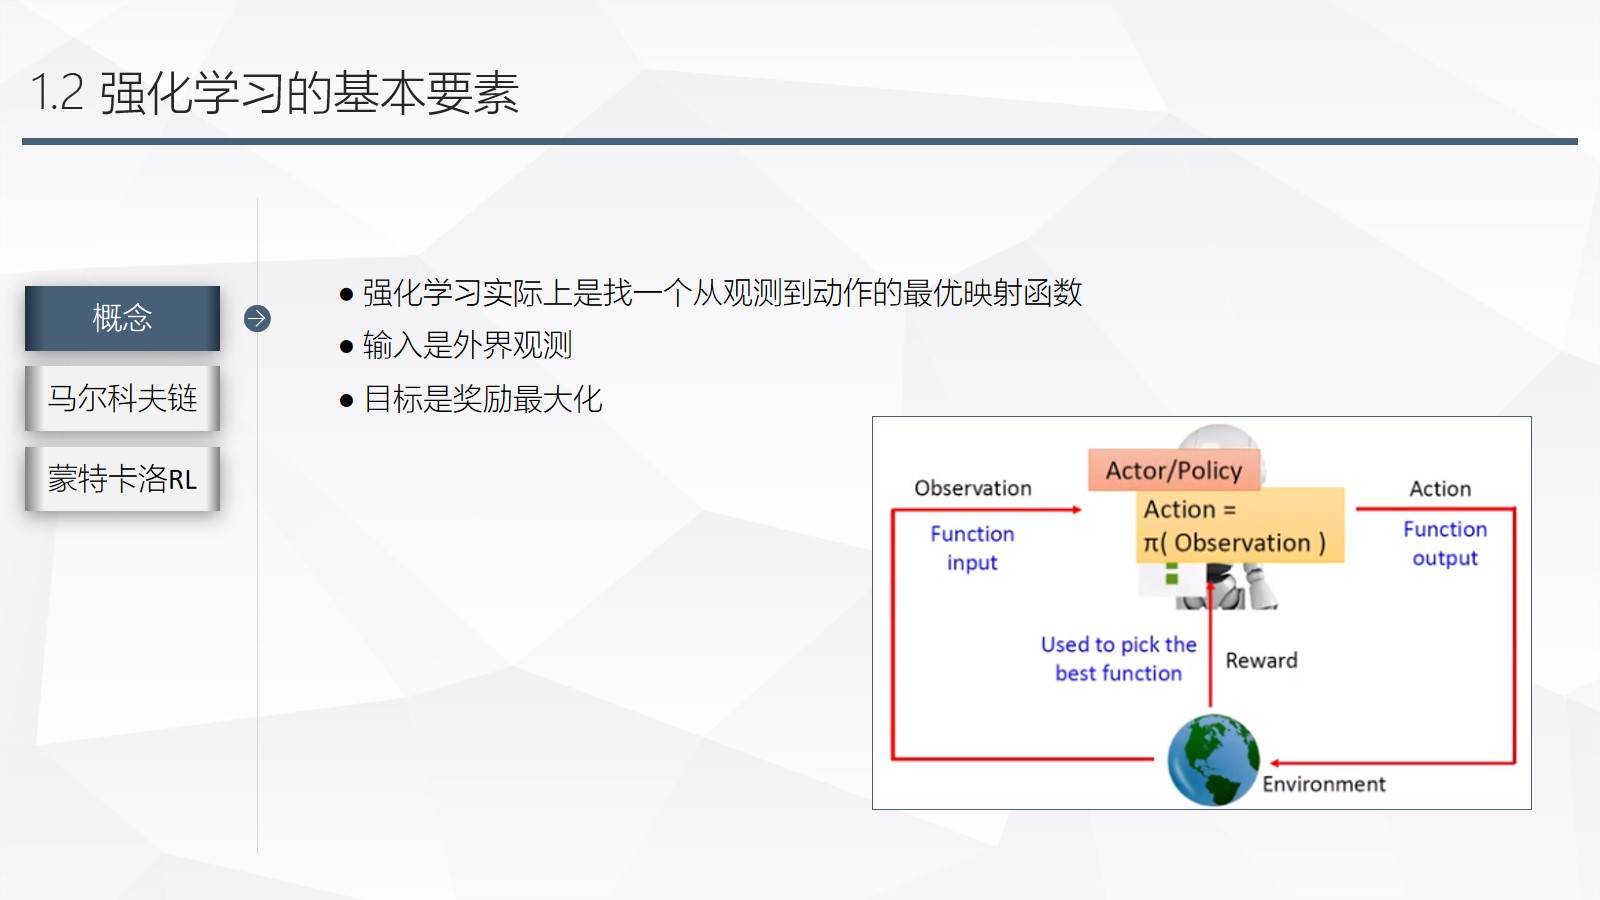 1.2 强化学习的基本要素
概念
马尔科夫链
蒙特卡洛RL
● 强化学习实际上是找一个从观测到动作的最优映射函数
● 输入是外界观测
● 目标是奖励最大化
Actor/Policy
Observation
Action
Action =
π( Observation )
Function
input
Function
output
Used to pick the
best function
Reward
Environment